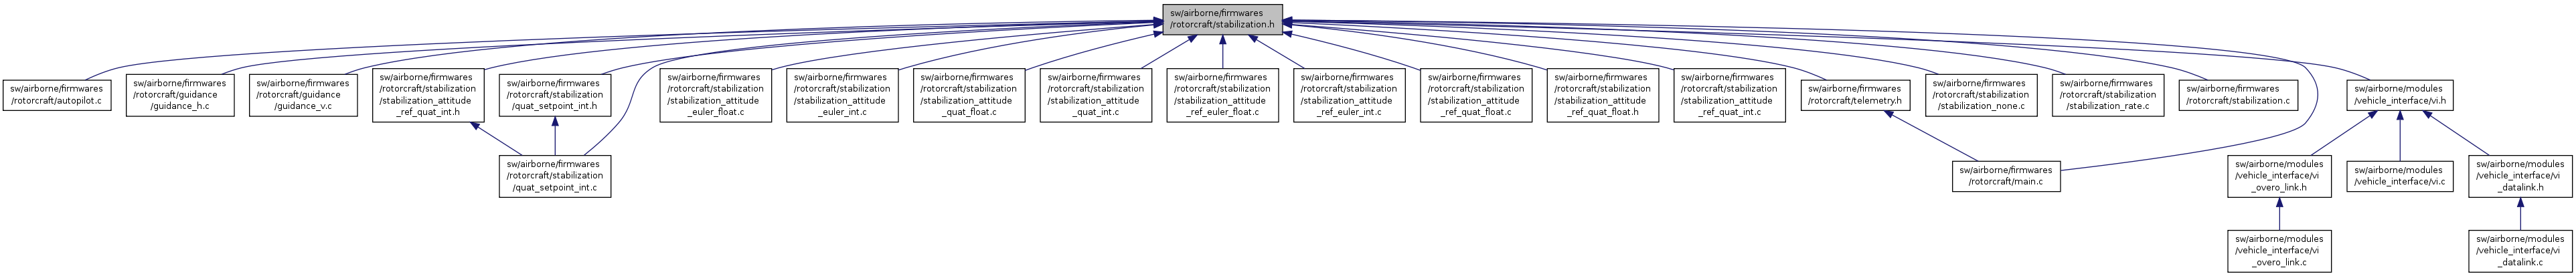 sw/airborne/firmwares
/rotorcraft/stabilization.h
sw/airborne/firmwares
/rotorcraft/autopilot.c
sw/airborne/firmwares
/rotorcraft/guidance
/guidance_h.c
sw/airborne/firmwares
/rotorcraft/guidance
/guidance_v.c
sw/airborne/firmwares
/rotorcraft/stabilization
/stabilization_attitude
_ref_quat_int.h
sw/airborne/firmwares
/rotorcraft/stabilization
/quat_setpoint_int.h
sw/airborne/firmwares
/rotorcraft/stabilization
/stabilization_attitude
_euler_float.c
sw/airborne/firmwares
/rotorcraft/stabilization
/stabilization_attitude
_euler_int.c
sw/airborne/firmwares
/rotorcraft/stabilization
/stabilization_attitude
_quat_float.c
sw/airborne/firmwares
/rotorcraft/stabilization
/stabilization_attitude
_quat_int.c
sw/airborne/firmwares
/rotorcraft/stabilization
/stabilization_attitude
_ref_euler_float.c
sw/airborne/firmwares
/rotorcraft/stabilization
/stabilization_attitude
_ref_euler_int.c
sw/airborne/firmwares
/rotorcraft/stabilization
/stabilization_attitude
_ref_quat_float.c
sw/airborne/firmwares
/rotorcraft/stabilization
/stabilization_attitude
_ref_quat_float.h
sw/airborne/firmwares
/rotorcraft/stabilization
/stabilization_attitude
_ref_quat_int.c
sw/airborne/firmwares
/rotorcraft/telemetry.h
sw/airborne/firmwares
/rotorcraft/stabilization
/stabilization_none.c
sw/airborne/firmwares
/rotorcraft/stabilization
/stabilization_rate.c
sw/airborne/firmwares
/rotorcraft/stabilization.c
sw/airborne/modules
/vehicle_interface/vi.h
sw/airborne/firmwares
/rotorcraft/stabilization
/quat_setpoint_int.c
sw/airborne/firmwares
/rotorcraft/main.c
sw/airborne/modules
/vehicle_interface/vi
_overo_link.h
sw/airborne/modules
/vehicle_interface/vi.c
sw/airborne/modules
/vehicle_interface/vi
_datalink.h
sw/airborne/modules
/vehicle_interface/vi
_overo_link.c
sw/airborne/modules
/vehicle_interface/vi
_datalink.c